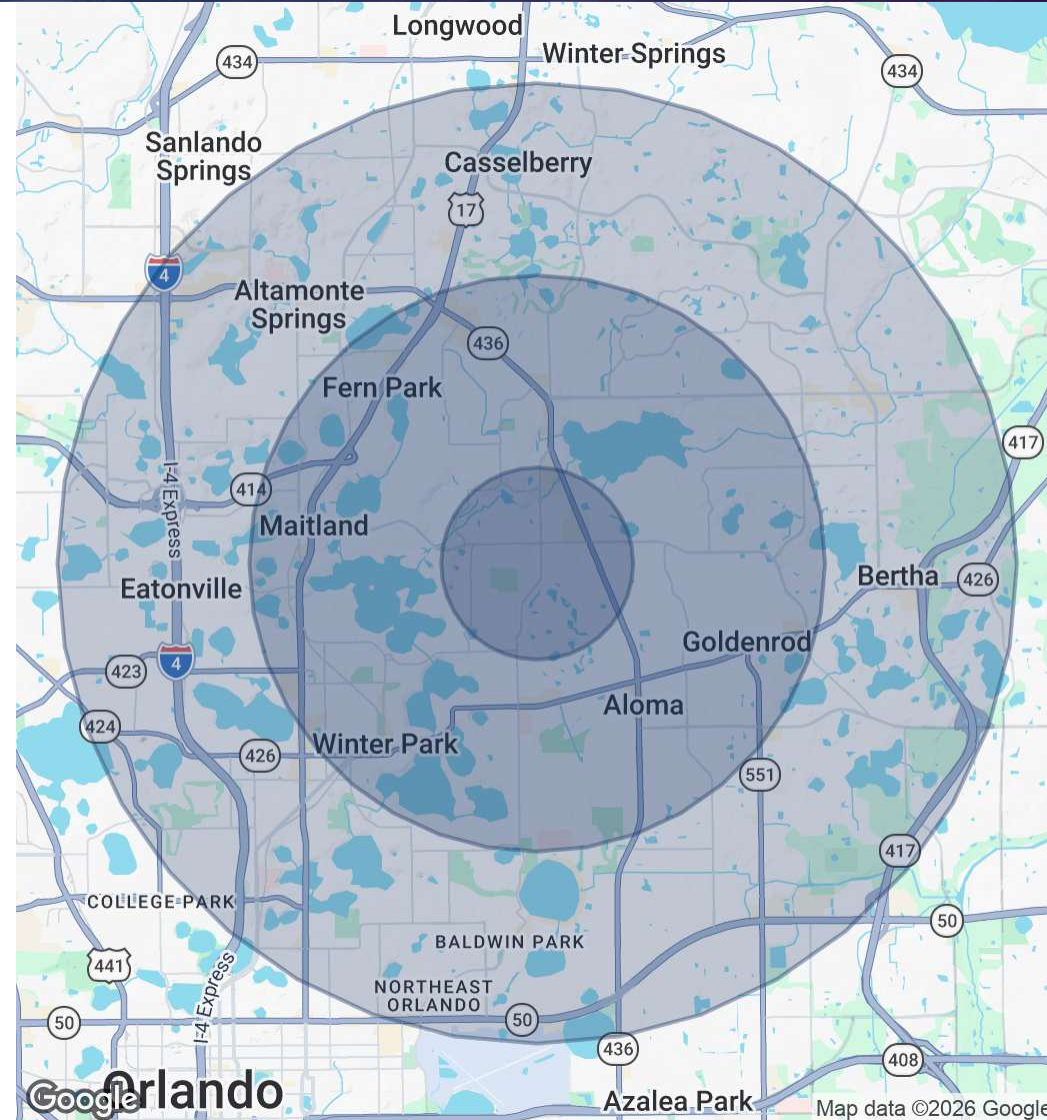 Longwood
Winter Springs
434
434
Sanlando
Springs
Casselberry
17
4
Altamonte
Springs
436
Fern Park
417
I-4 Express
414
Maitland
Bertha
426
Eatonville
Goldenrod
423
4
Aloma
424
Winter Park
426
551
417
COLLEGE PARK
50
BALDWIN PARK
441
I-4 Express
NORTHEAST
ORLANDO
50
50
436
408
Orlando
Google
Azalea Park
Map data ©2026 Google